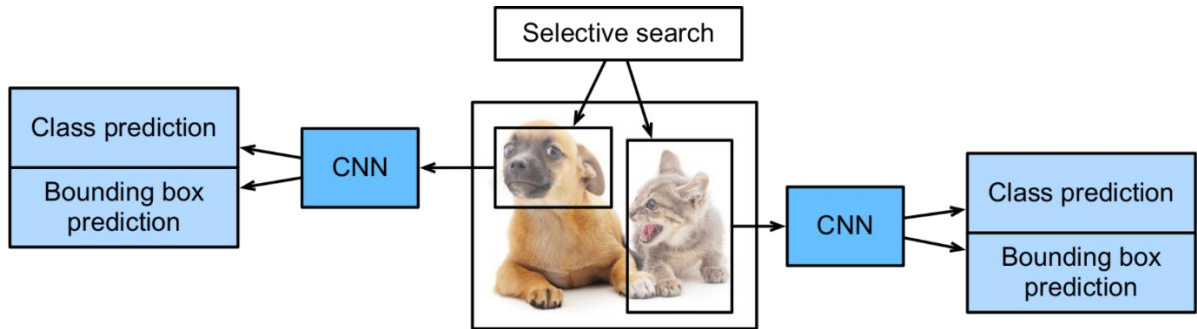 Selective search
Class prediction
Bounding box
prediction
CNN
CNN
Class prediction
Bounding box
prediction